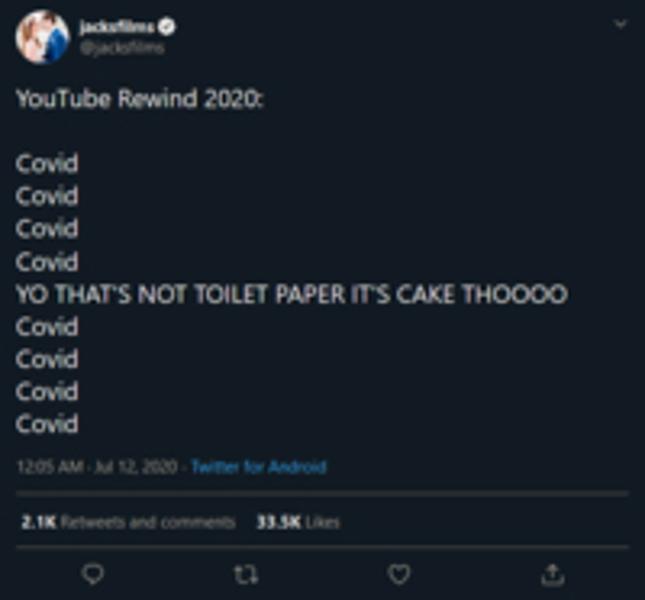 jacksfilms
@jacksfilms
YouTube Rewind 2020:
Covid
Covid
Covid
Covid
YO THAT'S NOT TOILET PAPER IT'S CAKE THOOOO
Covid
Covid
Covid
Covid
12:05 AM · Jul 12, 2020 · Twitter for Android
2.1K Retweets and comments 33.5K Likes